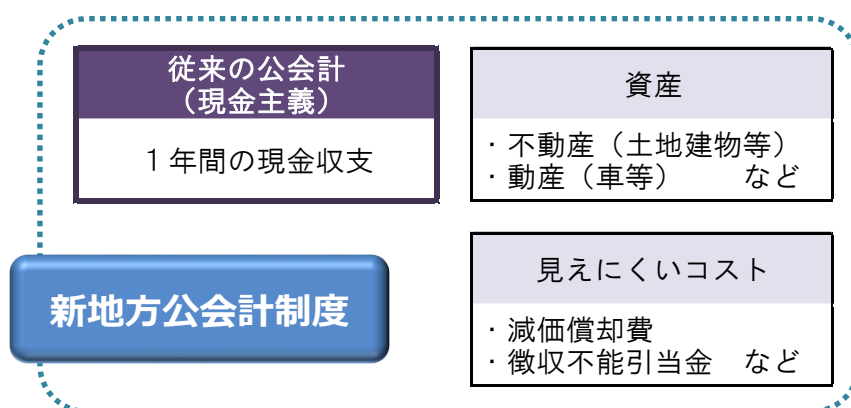 従来の公会計
（現金主義）
１年間の現金収支
資産
・不動産（土地建物等）
・動産（車等）　　など
新地方公会計制度
見えにくいコスト
・減価償却費
・徴収不能引当金　など